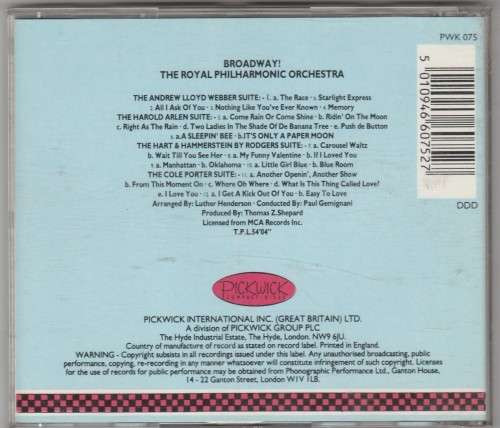 PWK 075
BROADWAY!
THE ROYAL PHILHARMONIC ORCHESTRA
THE ANDREW LLOYD WEBBER SUITE: · 1. a. The Race · 2. Starlight Express
2. All I Ask Of You · 3. Nothing Like You've Ever Known · 4. Memory
THE HAROLD ARLEN SUITE: · 5. a. Come Rain Or Come Shine · b. Ridin' On The Moon
c. Right As The Rain · d. Two Ladies In The Shade Of De Banana Tree · e. Push de Button
a. A SLEEPIN' BEE · b. IT'S ONLY A PAPER MOON
THE HART & HAMMERSTEIN BY RODGERS SUITE: · 7. a. Carousel Waltz
b. Wait Till You See Her · a. My Funny Valentine · b. If I Loved You
a. Manhattan · b. Oklahoma · 10. a. Little Girl Blue · b. Blue Room
THE COLE PORTER SUITE: · 11. a. Another Openin', Another Show
b. From This Moment On · c. Where Oh Where · d. What Is This Thing Called Love?
e. I Love You · a. I Get A Kick Out Of You · b. Easy To Love
Arranged By: Luther Henderson · Conducted By: Paul Gemignani
Produced By: Thomas Z.Shepard
Licensed from MCA Records Inc.
T.P.L.54'04"
5 010946 607527
DDD
PICKWICK
COMPACT DISCS
PICKWICK INTERNATIONAL INC. (GREAT BRITAIN) LTD.
A division of PICKWICK GROUP PLC
The Hyde Industrial Estate, The Hyde, London. NW9 6JU.
Country of manufacture of record as stated on record label. Printed in England.
WARNING - Copyright subsists in all recordings issued under this label. Any unauthorised broadcasting, public
performance, copying, re-recording in any manner whatsoever will constitute infringement of such copyright. Licenses
for the use of records for public performance may be obtained from Phonographic Performance Ltd., Ganton House,
14 - 22 Ganton Street, London W1V 1LB.